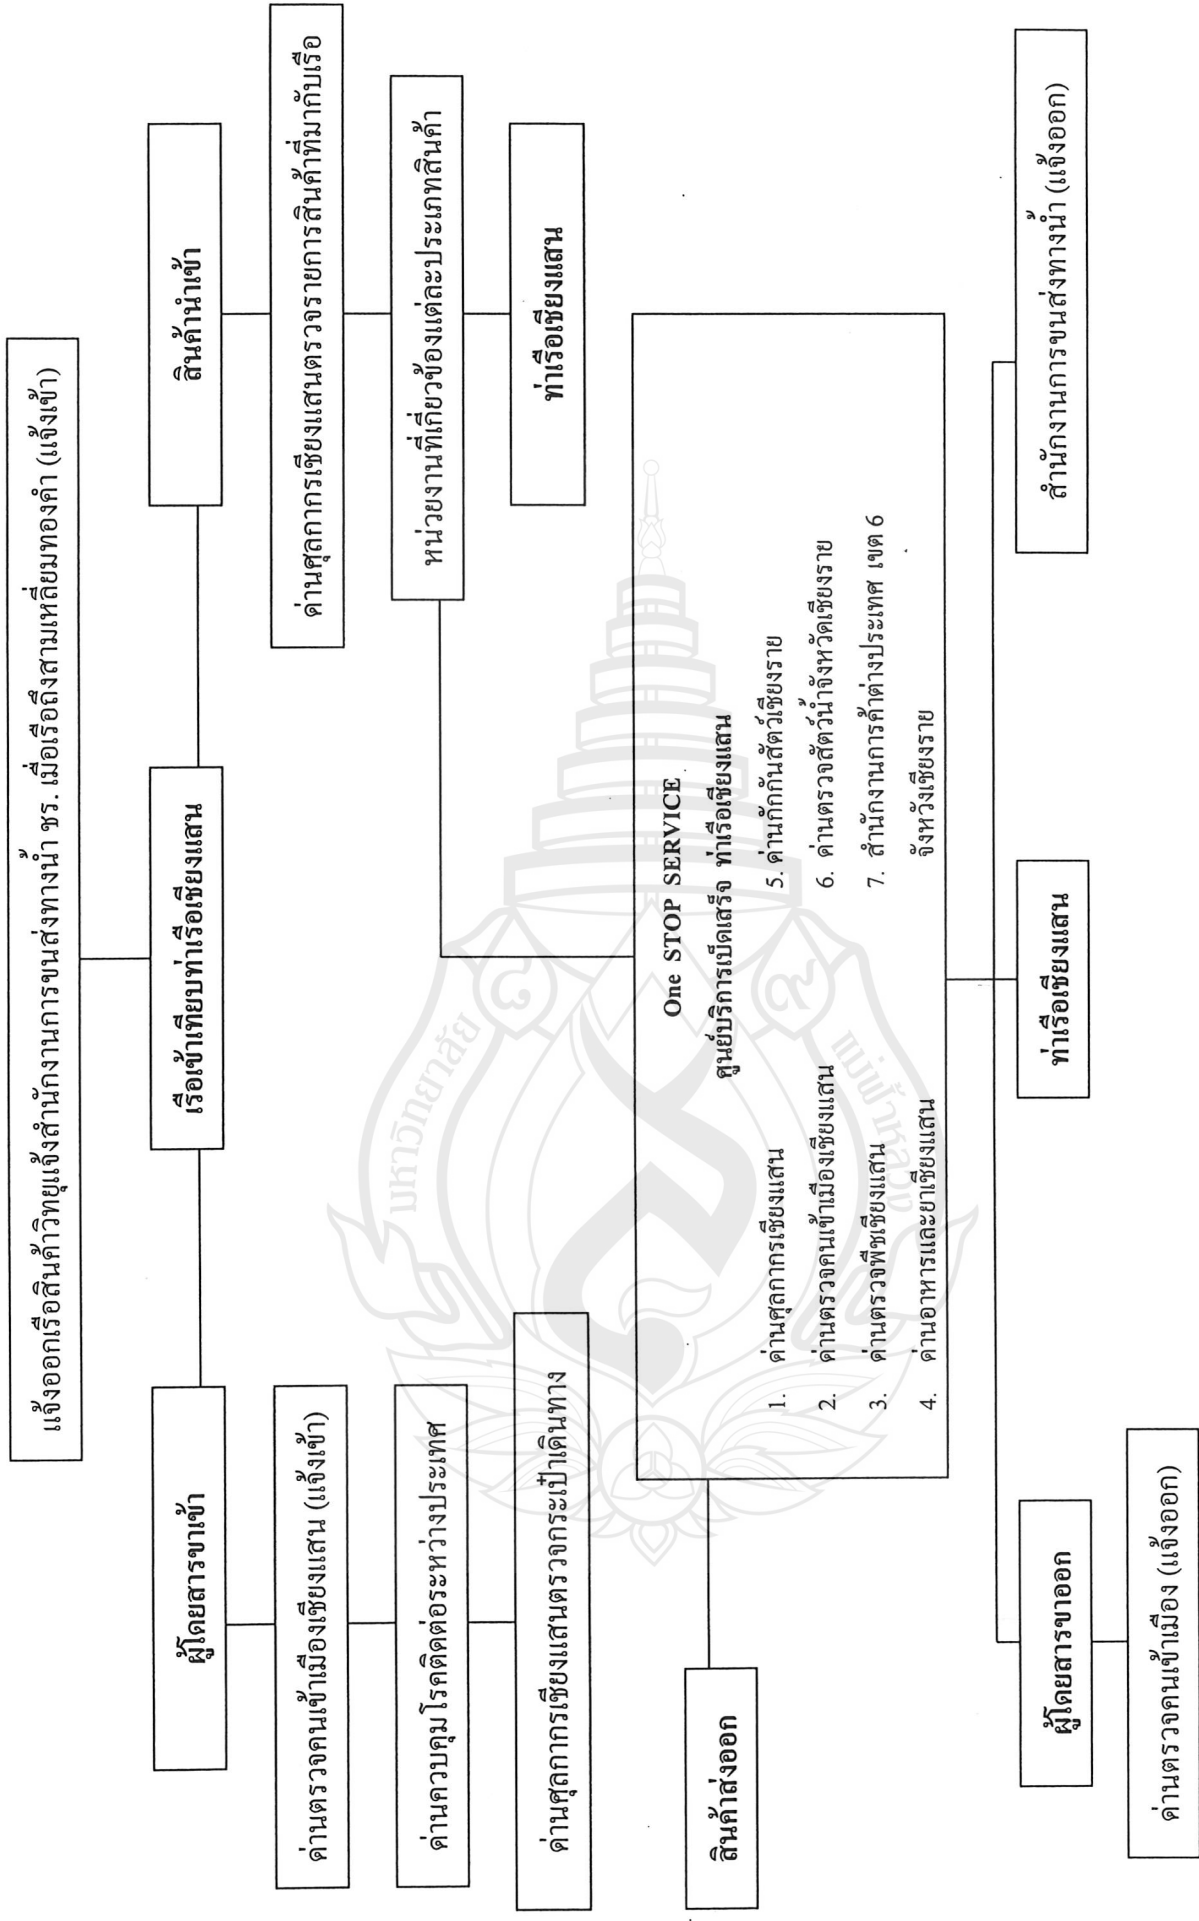 แจ้งออกเรือสินค้าวิทยุแจ้งสำนักงานการขนส่งทางน้ำ ชร. เมื่อเรือถึงสามเหลี่ยมทองคำ (แจ้งเข้า)
ผู้โดยสารขาเข้า
เรือเข้าเทียบท่าเรือเชียงแสน
สินค้านำเข้า
ด่านตรวจคนเข้าเมืองเชียงแสน (แจ้งเข้า)
ด่านศุลกากรเชียงแสนตรวจรายการสินค้าที่มากับเรือ
ด่านควบคุมโรคติดต่อระหว่างประเทศ
หน่วยงานที่เกี่ยวข้องแต่ละประเภทสินค้า
ด่านศุลกากรเชียงแสนตรวจกระเป๋าเดินทาง
ท่าเรือเชียงแสน
สินค้าส่งออก
One STOP SERVICE
ศูนย์บริการเบ็ดเสร็จ ท่าเรือเชียงแสน
1. ด่านศุลกากรเชียงแสน
2. ด่านตรวจคนเข้าเมืองเชียงแสน
3. ด่านตรวจพืชเชียงแสน
4. ด่านอาหารและยาเชียงแสน
5. ด่านกักกันสัตว์เชียงราย
6. ด่านตรวจสัตว์น้ำจังหวัดเชียงราย
7. สำนักงานการค้าต่างประเทศ เขต 6
จังหวังเชียงราย
ผู้โดยสารขาออก
ท่าเรือเชียงแสน
สำนักงานการขนส่งทางน้ำ (แจ้งออก)
ด่านตรวจคนเข้าเมือง (แจ้งออก)
มหาวิทยาลัย
แม่ฟ้าหลวง
๘
๙